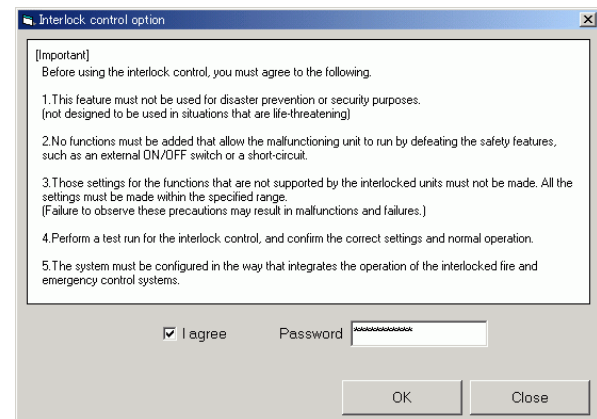 Interlock control option
[Important]
Before using the interlock control, you must agree to the following.
1.This feature must not be used for disaster prevention or security purposes.
(not designed to be used in situations that are life-threatening)
2.No functions must be added that allow the malfunctioning unit to run by defeating the safety features,
such as an external ON/OFF switch or a short-circuit.
3.Those settings for the functions that are not supported by the interlocked units must not be made. All the
settings must be made within the specified range.
(Failure to observe these precautions may result in malfunctions and failures.)
4.Perform a test run for the interlock control, and confirm the correct settings and normal operation.
5.The system must be configured in the way that integrates the operation of the interlocked fire and
emergency control systems.
I agree Password ************
OK Close